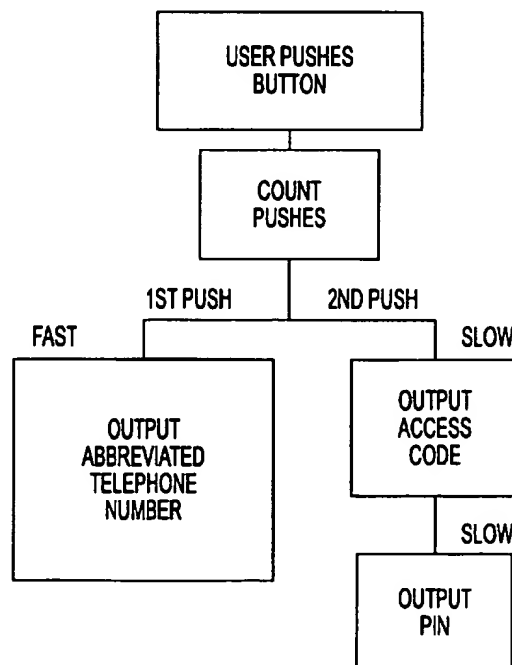 USER PUSHES
BUTTON
COUNT
PUSHES
1ST PUSH
2ND PUSH
FAST
SLOW
OUTPUT
ABBREVIATED
TELEPHONE
NUMBER
OUTPUT
ACCESS
CODE
SLOW
OUTPUT
PIN